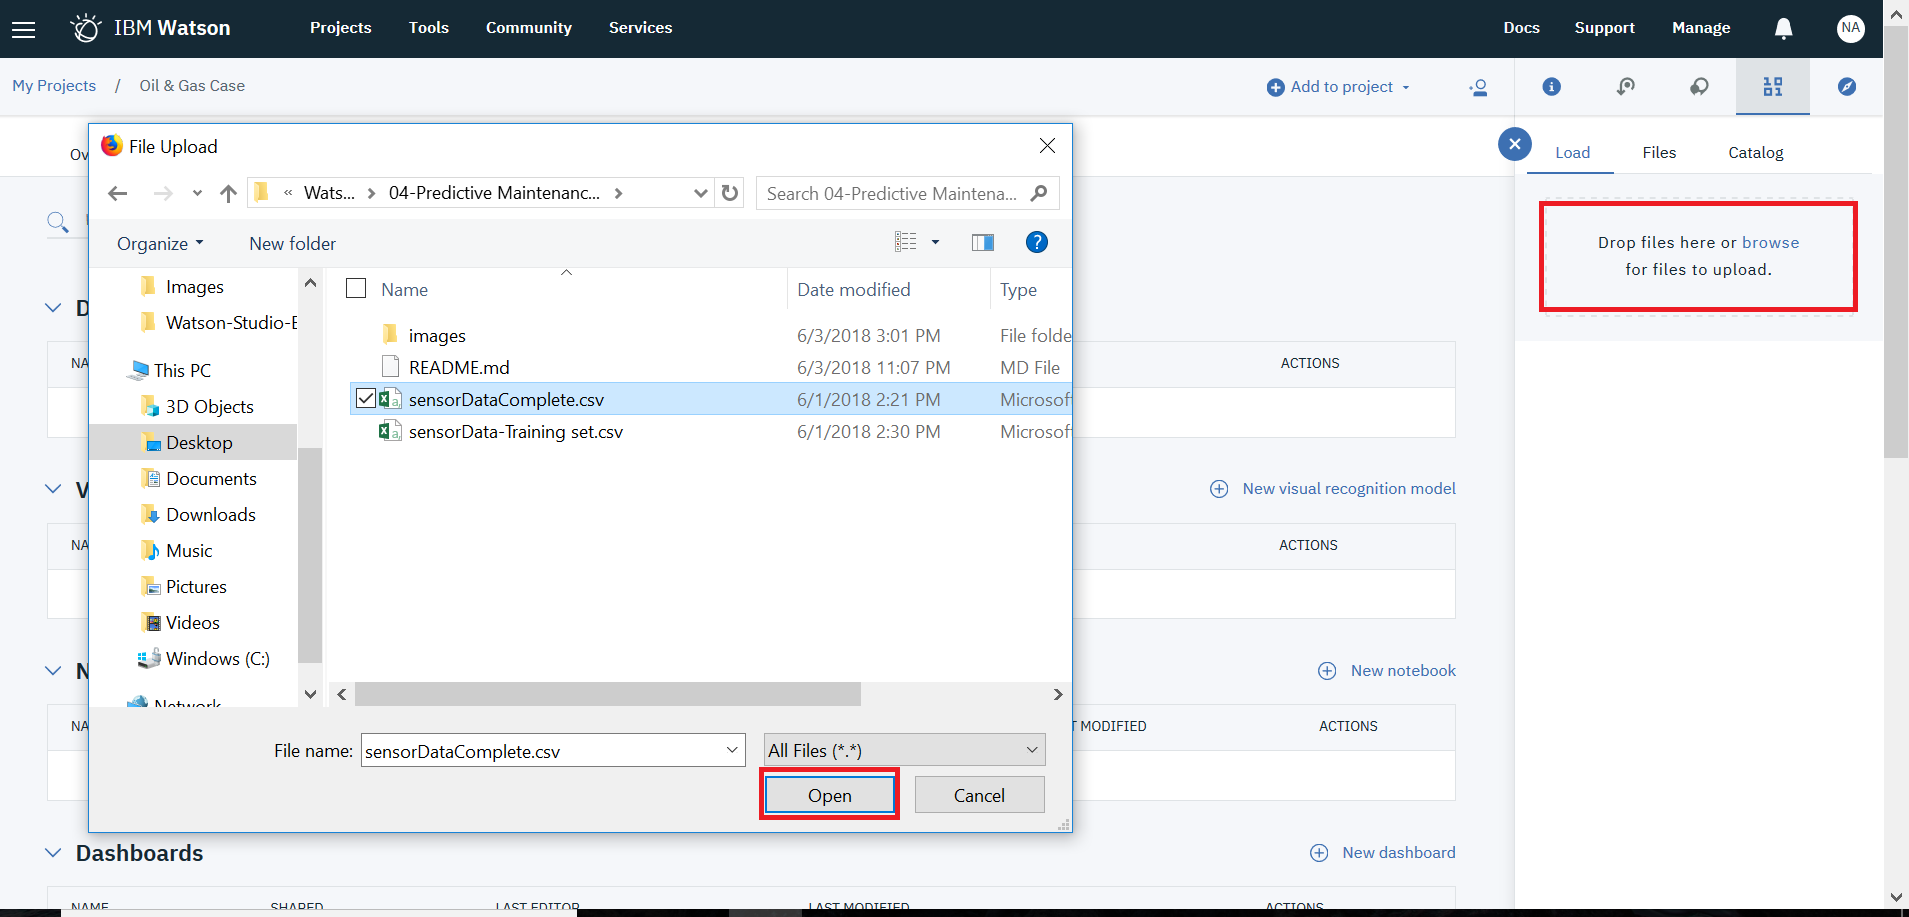 IBM Watson
Projects
Tools
Community
Services
Docs
Support
Manage
NA
My Projects / Oil & Gas Case
Add to project
Ov
File Upload
« Wats... > 04-Predictive Maintenanc... >
Search 04-Predictive Maintena...
Organize
New folder
?
Images
Watson-Studio-E
This PC
3D Objects
Desktop
Documents
Downloads
Music
Pictures
Videos
Windows (C:)
Network
Name
Date modified
Type
images
6/3/2018 3:01 PM
File folde
README.md
6/3/2018 11:07 PM
MD File
sensorDataComplete.csv
6/1/2018 2:21 PM
Microsof
sensorData-Training set.csv
6/1/2018 2:30 PM
Microsof
File name:
sensorDataComplete.csv
All Files (*.*)
Open
Cancel
Load
Files
Catalog
Drop files here or browse
for files to upload.
D
NA
ACTIONS
V
New visual recognition model
NA
ACTIONS
N
New notebook
NA
T MODIFIED
ACTIONS
Dashboards
New dashboard
NAME
SHARED
LAST EDITOR
LAST MODIFIED
ACTIONS